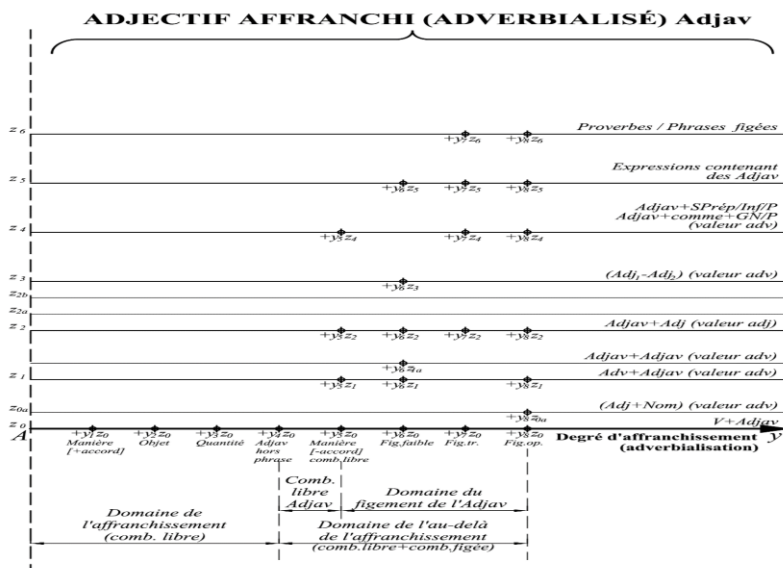 ADJECTIF AFFRANCHI (ADVERBIALISÉ) Adjav
z6
Proverbes / Phrases figées
+y7z6 +y8z6
Expressions contenant
des Adjav
z5
+y6z5 +y7z5 +y8z5
Adjav+SPrép/Inf/P
Adjav+comme+GN/P
(valeur adv)
z4
+y5z4 +y7z4 +y8z4
z3
(Adj1-Adj2) (valeur adv)
+y6z3
z2b
z2a
z2
Adjav+Adj (valeur adj)
+y5z2 +y6z2 +y7z2 +y8z2
Adjav+Adjav (valeur adv)
+y6z1a
z1
Adv+Adjav (valeur adv)
+y5z1 +y6z1 +y8z1
z0a
(Adj+Nom) (valeur adv)
+y8z0a
z0
V+Adjav
A
+y1z0 +y2z0 +y3z0 +y4z0 +y5z0 +y6z0 +y7z0 +y8z0
y
Manière
[+accord]
Objet
Quantité
Adjav
hors
phrase
Manière
[-accord]
comb.libre
Fig.faible
Fig.tr.
Fig.op.
Degré d'affranchissement
(adverbialisation)
Comb.
libre
Adjav
Domaine du
figement de l'Adjav
Domaine de
l'affranchissement
(comb. libre)
Domaine de l'au-delà
de l'affranchissement
(comb.libre+comb.figée)